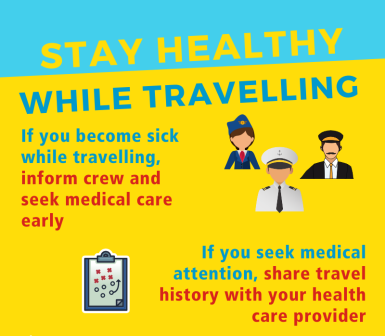 STAY HEALTHY
WHILE TRAVELLING
If you become sick
while travelling,
inform crew and
seek medical care
early
If you seek medical
attention, share travel
history with your health
care provider